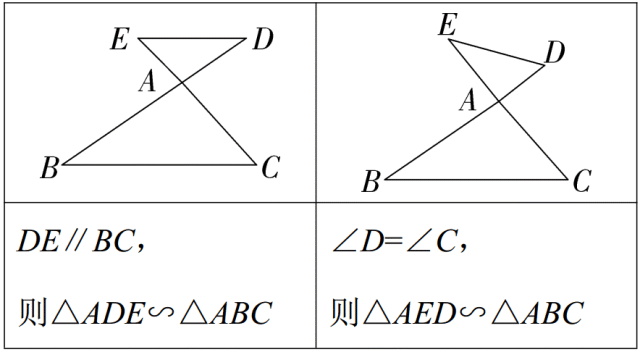 E D
A
B C
E
D
A
B C
DE∥BC,
则△ADE∽△ABC
∠D=∠C,
则△AED∽△ABC